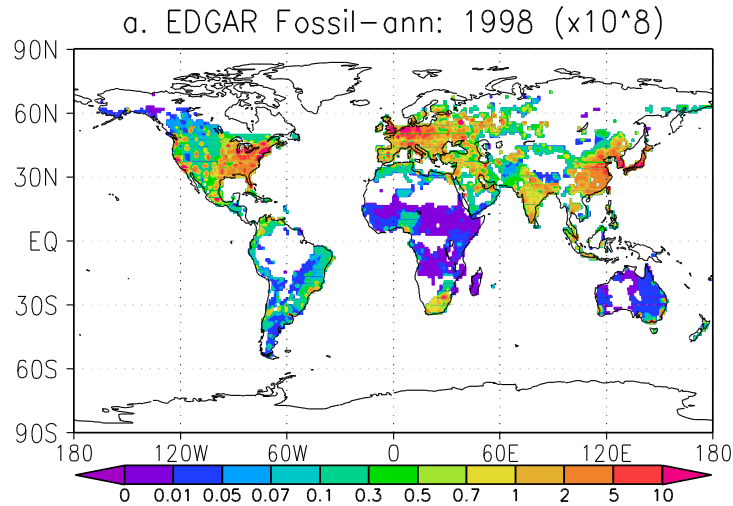 a. EDGAR Fossil-ann: 1998 (x10^8)
90N
60N
30N
EQ
30S
60S
90S
180 120W 60W 0 60E 120E 180
0 0.01 0.05 0.07 0.1 0.3 0.5 0.7 1 2 5 10